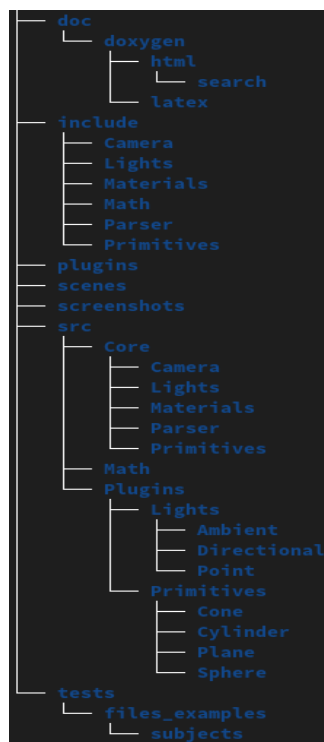 doc
doxygen
html
search
latex
include
Camera
Lights
Materials
Math
Parser
Primitives
plugins
scenes
screenshots
src
Core
Camera
Lights
Materials
Parser
Primitives
Math
Plugins
Lights
Ambient
Directional
Point
Primitives
Cone
Cylinder
Plane
Sphere
tests
files_examples
subjects